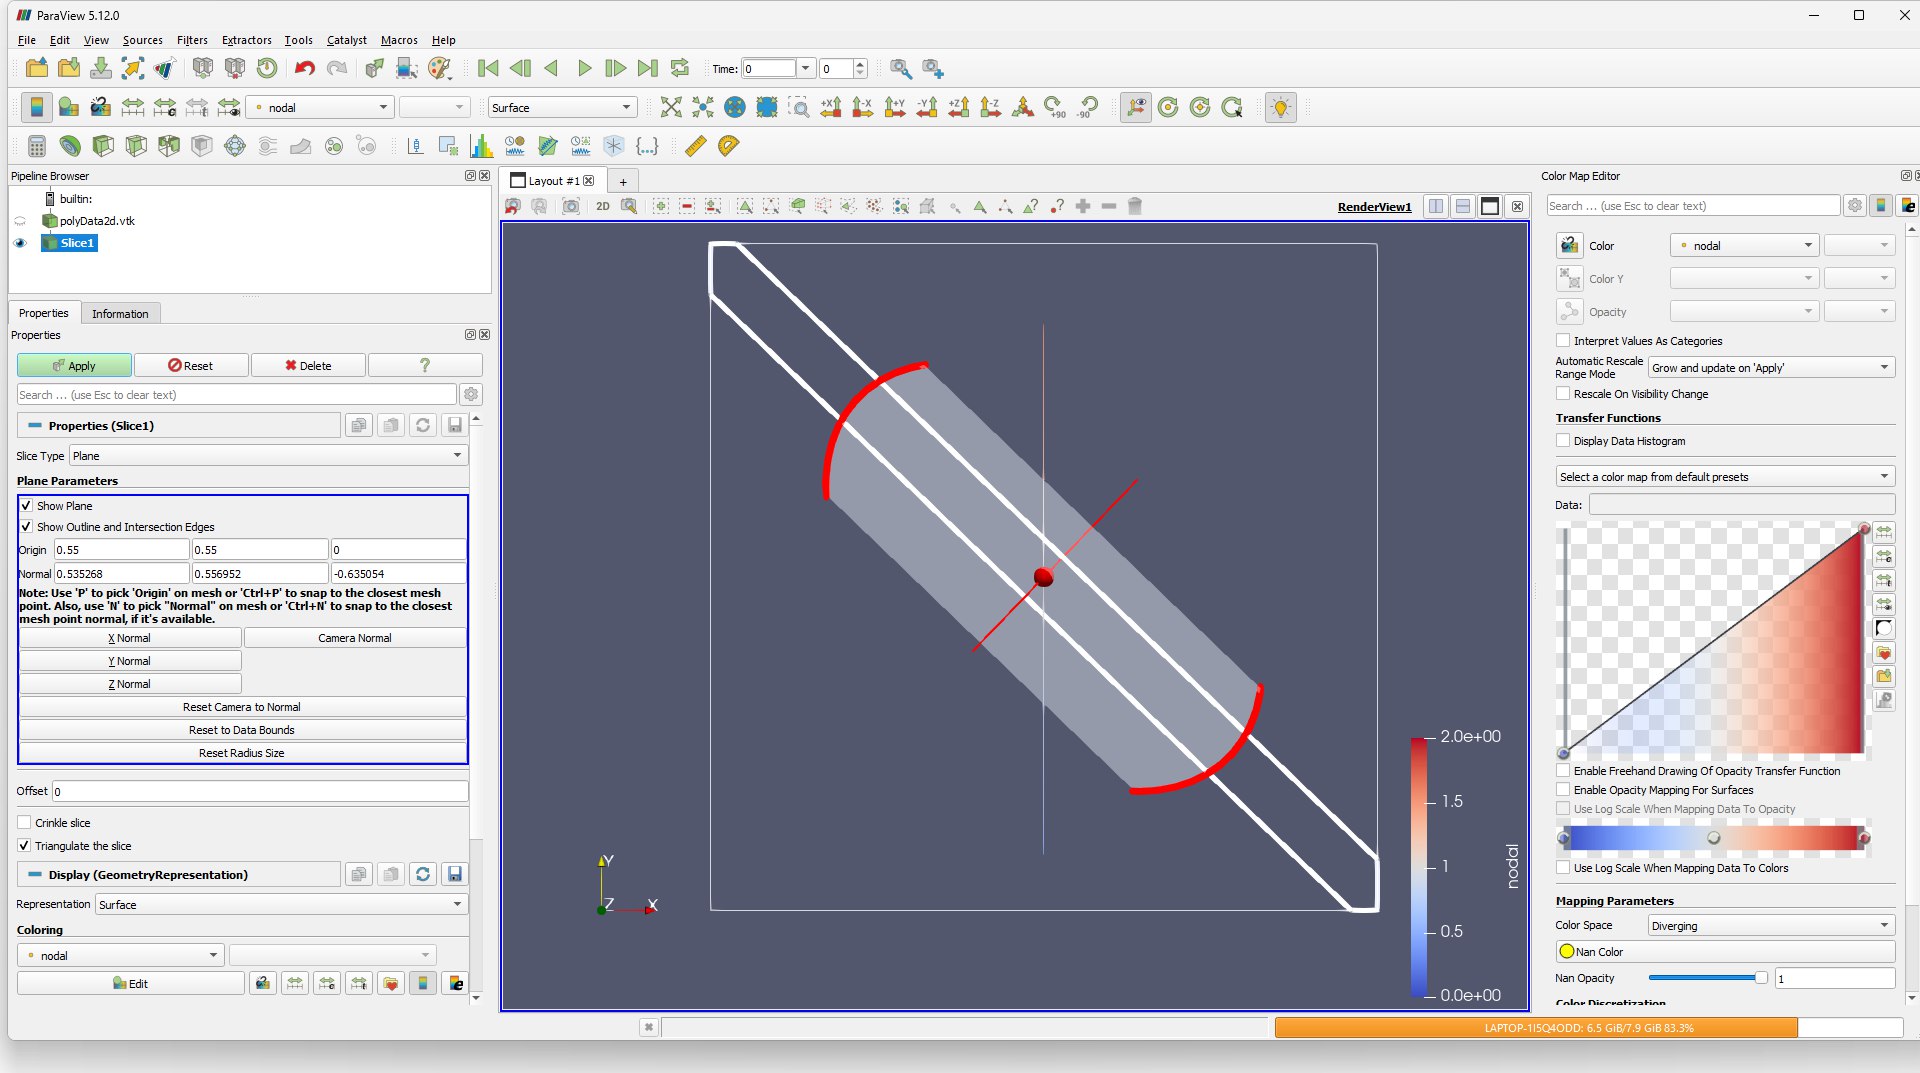 ParaView 5.12.0
File Edit View Sources Filters Extractors Tools Catalyst Macros Help
Time: 0 0
nodal Surface +X -X +Y -Y +Z -Z +90 -90
Pipeline Browser
builtin:
polyData2d.vtk
Slice1
Properties Information
Properties
Apply Reset Delete ?
Search ... (use Esc to clear text)
Properties (Slice1)
Slice Type Plane
Plane Parameters
Show Plane
Show Outline and Intersection Edges
Origin 0.55 0.55 0
Normal 0.535268 0.556952 -0.635054
Note: Use 'P' to pick 'Origin' on mesh or 'Ctrl+P' to snap to the closest mesh
point. Also, use 'N' to pick "Normal" on mesh or 'Ctrl+N' to snap to the closest
mesh point normal, if it's available.
X Normal Camera Normal
Y Normal
Z Normal
Reset Camera to Normal
Reset to Data Bounds
Reset Radius Size
Offset 0
Crinkle slice
Triangulate the slice
Display (GeometryRepresentation)
Representation Surface
Coloring
nodal
Edit
Layout #1 +
2D RenderView1
Y
Z X
2.0e+00
1.5
1
0.5
0.0e+00
nodal
Color Map Editor
Search ... (use Esc to clear text)
Color nodal
Color Y
Opacity
Interpret Values As Categories
Automatic Rescale
Range Mode Grow and update on 'Apply'
Rescale On Visibility Change
Transfer Functions
Display Data Histogram
Select a color map from default presets
Data:
Enable Freehand Drawing Of Opacity Transfer Function
Enable Opacity Mapping For Surfaces
Use Log Scale When Mapping Data To Opacity
Use Log Scale When Mapping Data To Colors
Mapping Parameters
Color Space Diverging
Nan Color
Nan Opacity 1
Color Discretization
LAPTOP-1I5Q4ODD: 6.5 GiB/7.9 GiB 83.3%